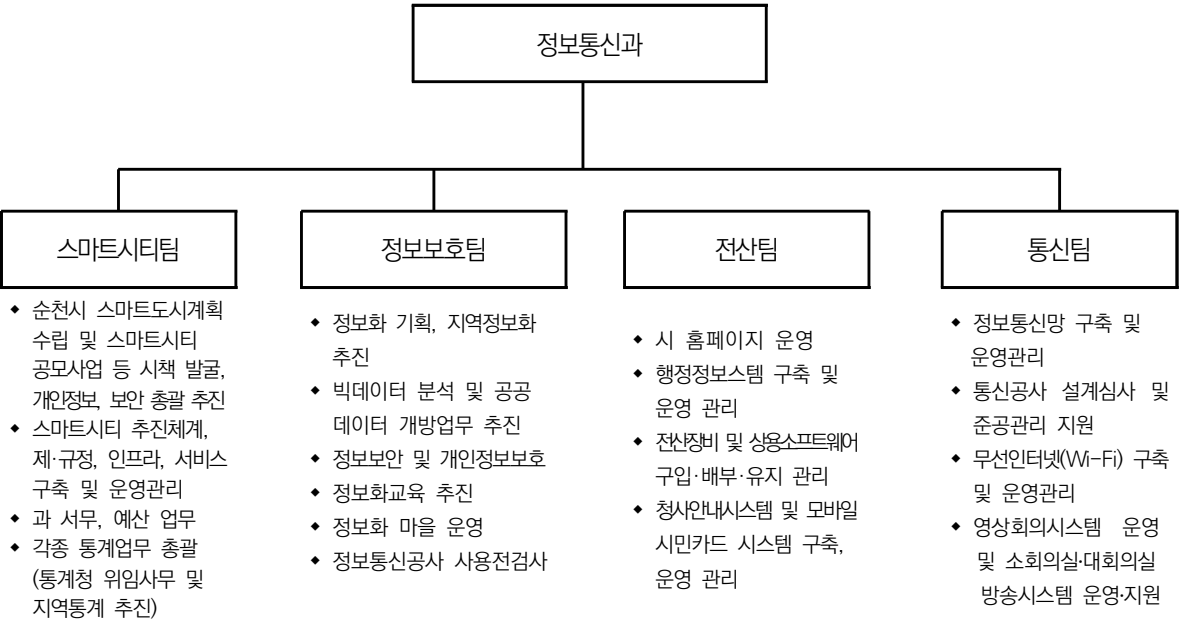 정보통신과
스마트시티팀
◆ 순천시 스마트도시계획
수립 및 스마트시티
공모사업 등 시책 발굴,
개인정보, 보안 총괄 추진
◆ 스마트시티 추진체계,
제·규정, 인프라, 서비스
구축 및 운영관리
◆ 과 서무, 예산 업무
◆ 각종 통계업무 총괄
(통계청 위임사무 및
지역통계 추진)
정보보호팀
◆ 정보화 기획, 지역정보화
추진
◆ 빅데이터 분석 및 공공
데이터 개방업무 추진
◆ 정보보안 및 개인정보보호
◆ 정보화교육 추진
◆ 정보화 마을 운영
◆ 정보통신공사 사용전검사
전산팀
◆ 시 홈페이지 운영
◆ 행정정보스템 구축 및
운영 관리
◆ 전산장비 및 상용소프트웨어
구입·배부·유지 관리
◆ 청사안내시스템 및 모바일
시민카드 시스템 구축,
운영 관리
통신팀
◆ 정보통신망 구축 및
운영관리
◆ 통신공사 설계심사 및
준공관리 지원
◆ 무선인터넷(Wi-Fi) 구축
및 운영관리
◆ 영상회의시스템 운영
및 소회의실·대회의실
방송시스템 운영·지원